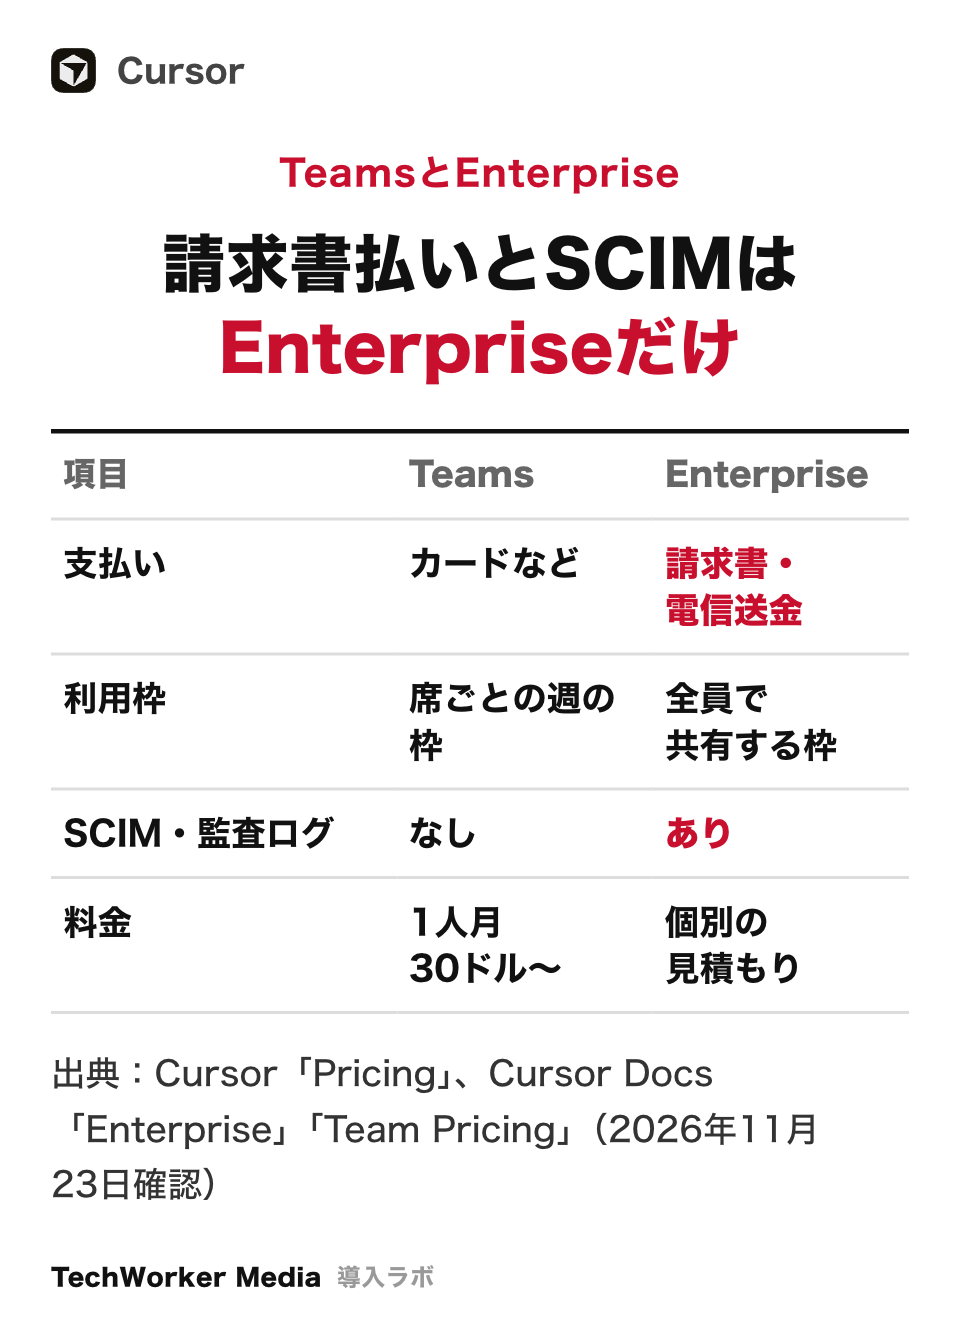 Cursor
TeamsとEnterprise
請求書払いとSCIMは
Enterpriseだけ
項目 Teams Enterprise
支払い カードなど 請求書・
電信送金
利用枠 席ごとの週の 全員で
枠 共有する枠
SCIM・監査ログ なし あり
料金 1人月 個別の
30ドル〜 見積もり
出典：Cursor「Pricing」、Cursor Docs
「Enterprise」「Team Pricing」（2026年11月
23日確認）
TechWorker Media 導入ラボ